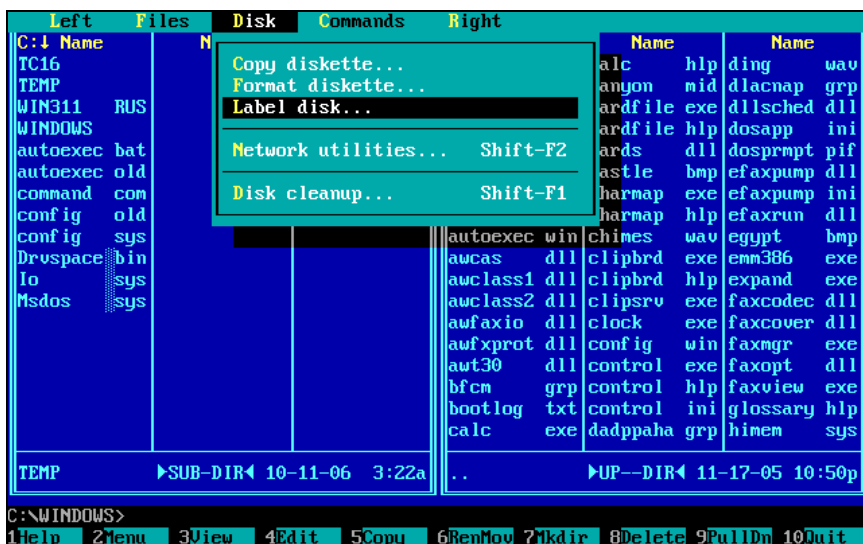 Left Files Disk Commands Right
C:↓ Name N Name Name
TC16 Copy diskette... alc hlp ding wav
TEMP Format diskette... anyon mid dlacnap grp
WIN311 RUS Label disk... ardfile exe dllsched dll
WINDOWS ardfile hlp dosapp ini
autoexec bat Network utilities... Shift-F2 ards dll dosprmpt pif
autoexec old astle bmp efaxpump dll
command com Disk cleanup... Shift-F1 harmap exe efaxpump ini
config old harmap hlp efaxrun dll
config sys autoexec win chimes wav egypt bmp
Drvspace bin awcas dll clipbrd exe emm386 exe
Io sys awclass1 dll clipbrd hlp expand exe
Msdos sys awclass2 dll clipsrv exe faxcodec dll
awfaxio dll clock exe faxcover dll
awfxprot dll config win faxmgr exe
awt30 dll control exe faxopt dll
bfcm grp control hlp faxview exe
bootlog txt control ini glossary hlp
calc exe dadppaha grp himem sys
TEMP ►SUB-DIR◄ 10-11-06 3:22a .. ►UP--DIR◄ 11-17-05 10:50p
C:\WINDOWS>
1Help 2Menu 3View 4Edit 5Copy 6RenMov 7Mkdir 8Delete 9PullDn 10Quit